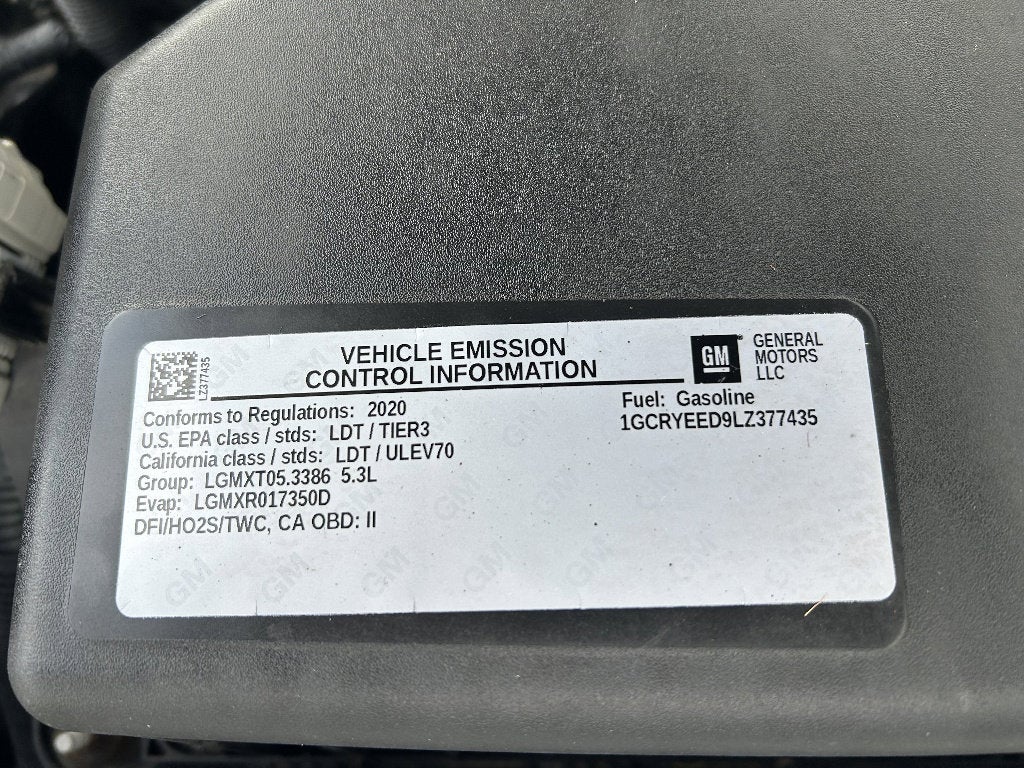 LZ377435
VEHICLE EMISSION
CONTROL INFORMATION
GM
GENERAL
MOTORS
LLC
Conforms to Regulations: 2020
U.S. EPA class / stds: LDT / TIER3
California class / stds: LDT / ULEV70
Group: LGMXT05.3386 5.3L
Evap: LGMXR017350D
DFI/HO2S/TWC, CA OBD: II
Fuel: Gasoline
1GCRYEED9LZ377435